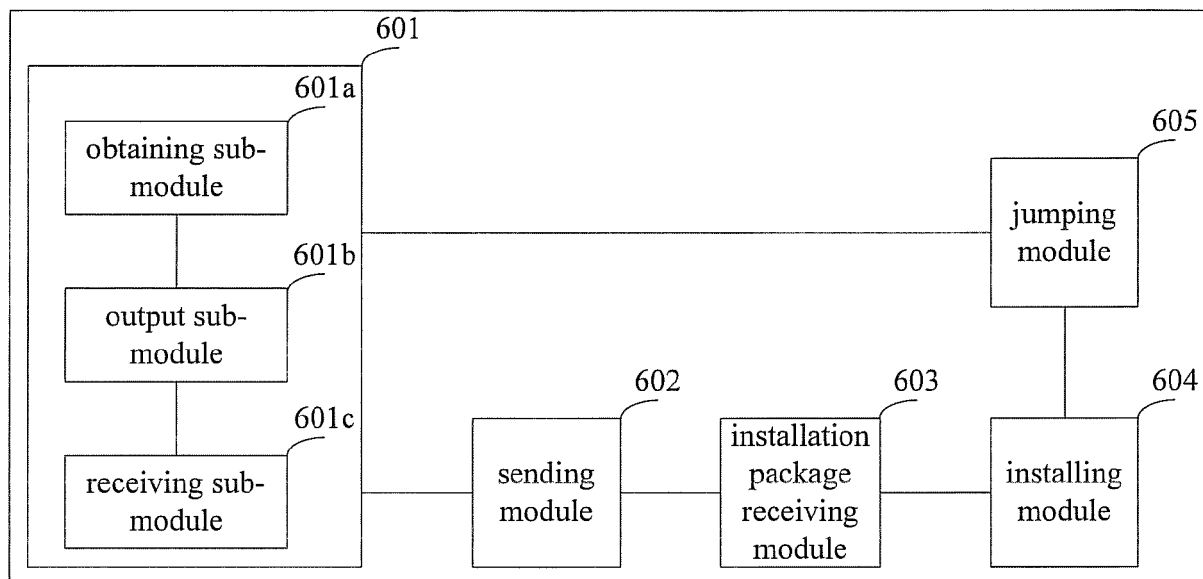 601
601a
obtaining sub-
module
601b
output sub-
module
601c
receiving sub-
module
602
sending
module
603
installation
package
receiving
module
604
installing
module
605
jumping
module